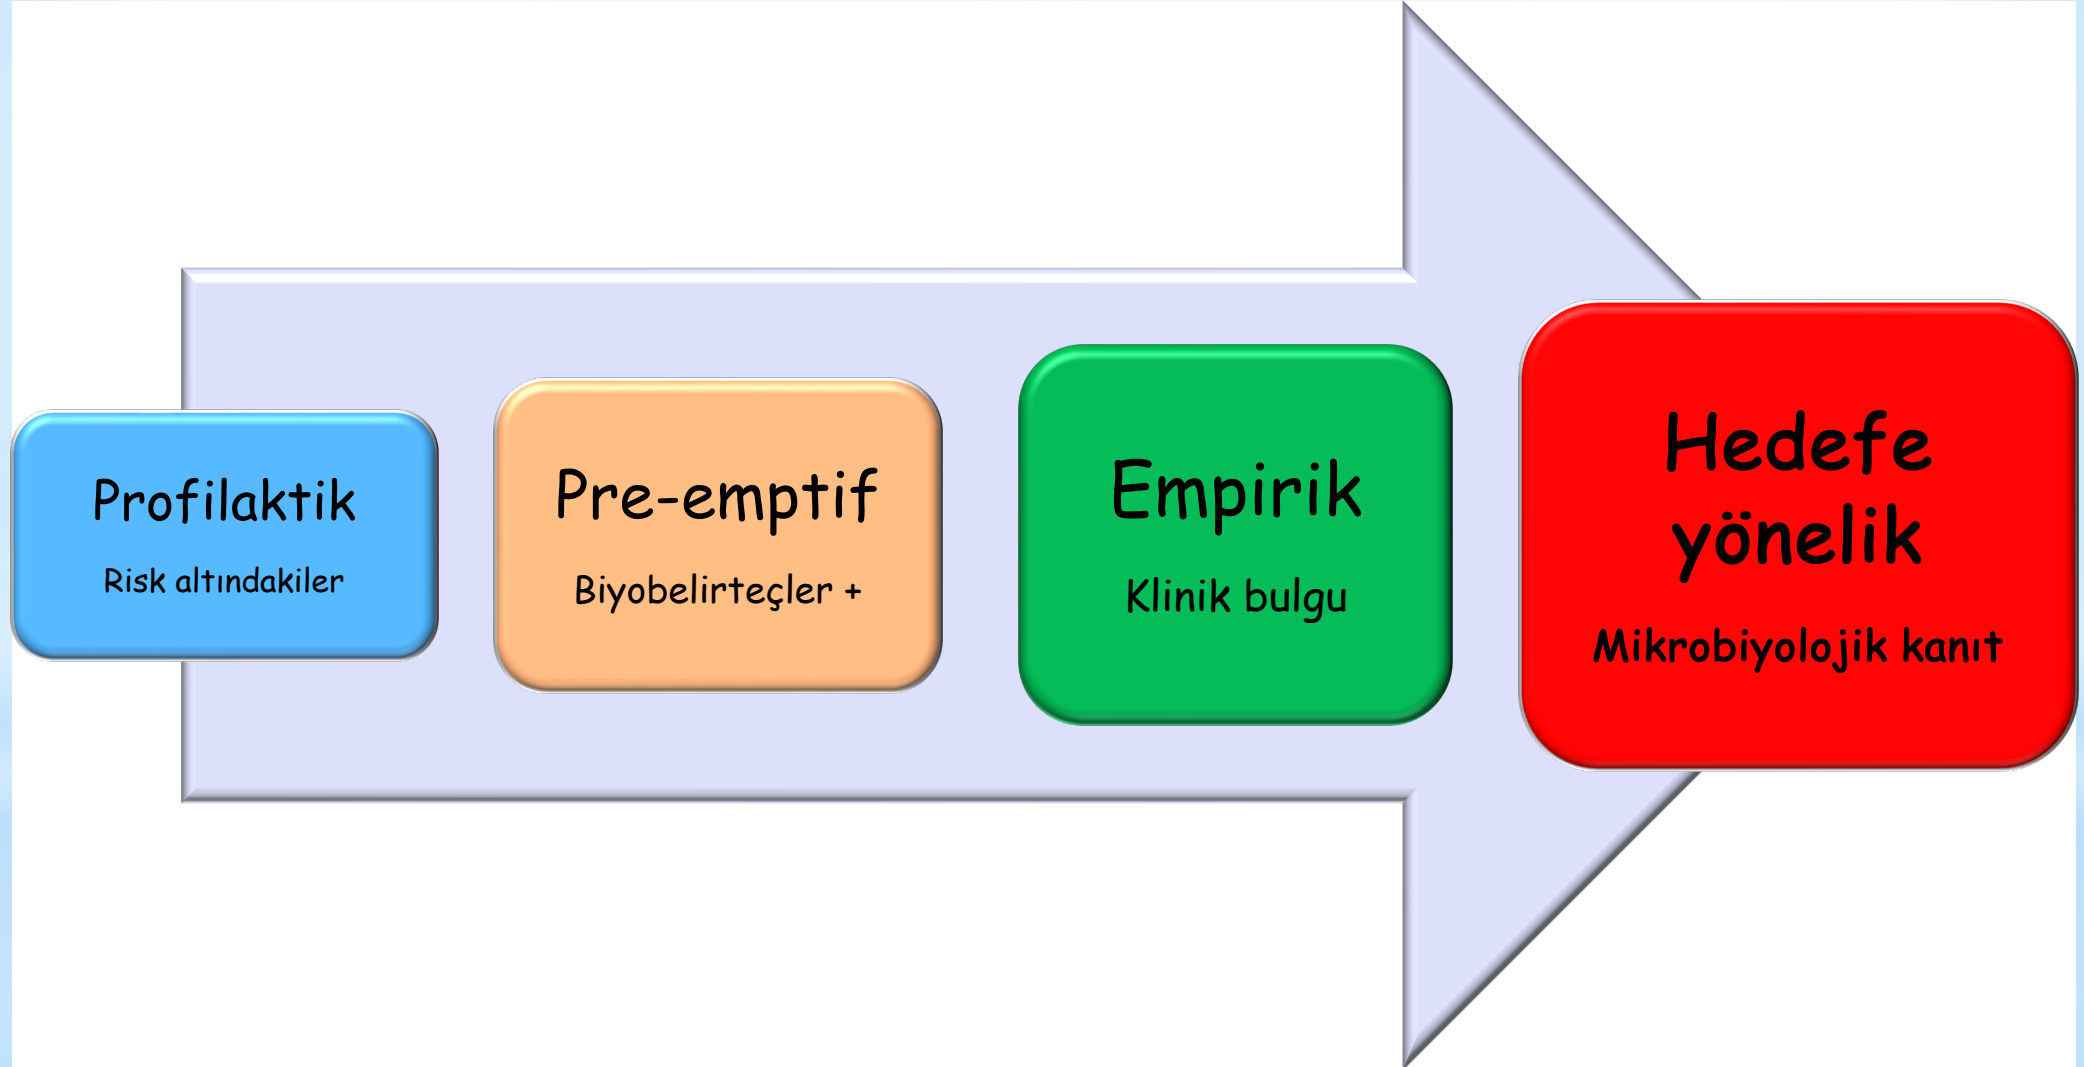 Profilaktik
Risk altındakiler
Pre-emptif
Biyobelirteçler +
Empirik
Klinik bulgu
Hedefe
yönelik
Mikrobiyolojik kanıt